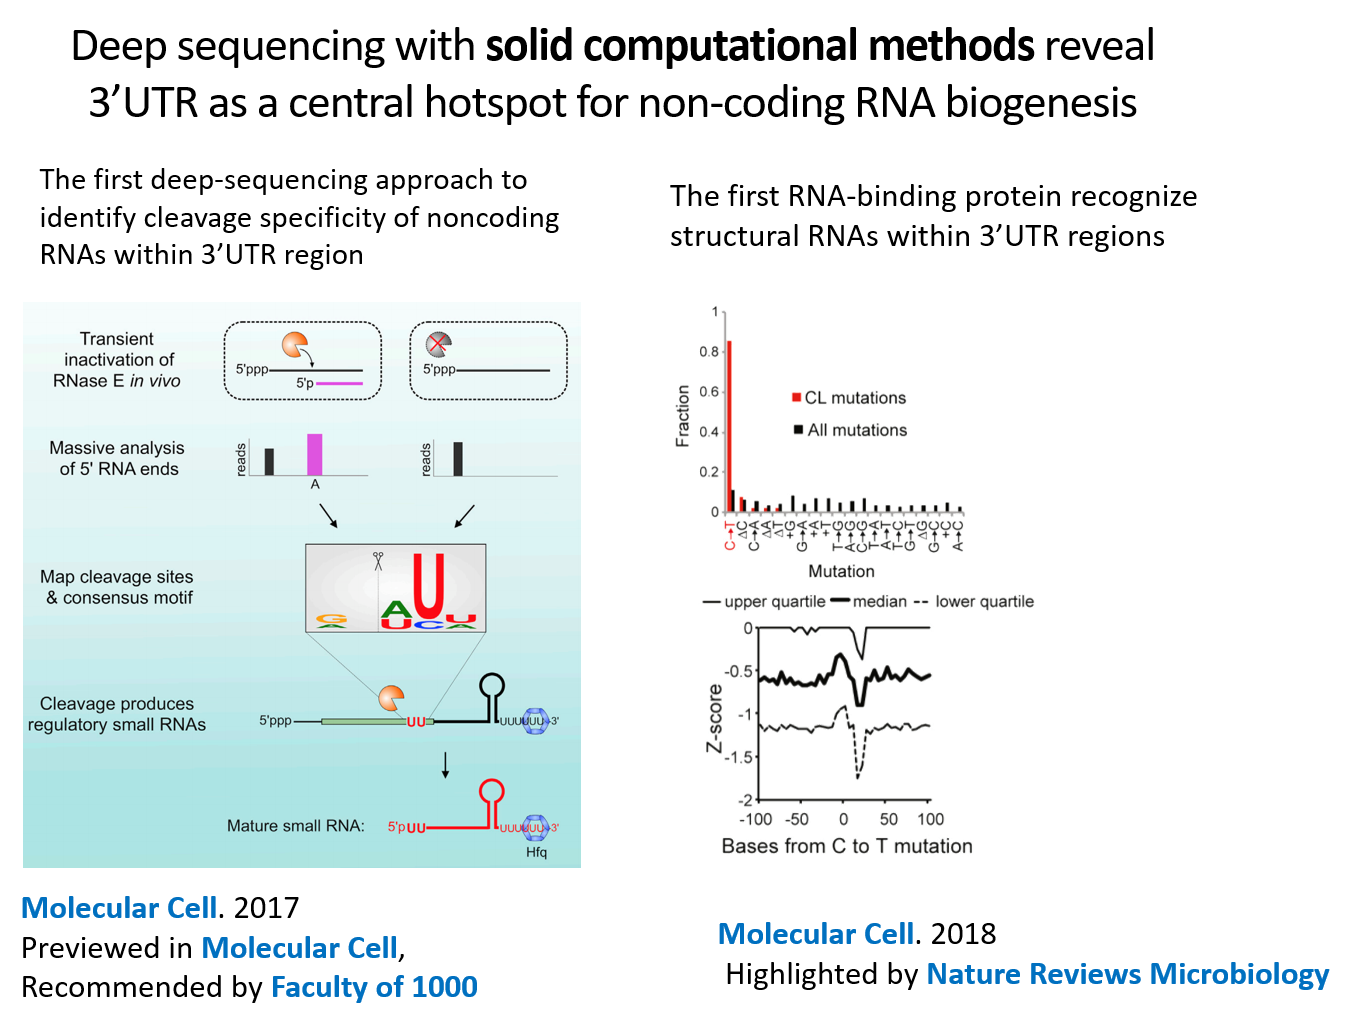 Deep sequencing with solid computational methods reveal
3’UTR as a central hotspot for non-coding RNA biogenesis
The first deep-sequencing approach to
identify cleavage specificity of noncoding
RNAs within 3’UTR region
Transient
inactivation of
RNase E in vivo
5'ppp
5'p
5'ppp
Massive analysis
of 5' RNA ends
reads
A
reads
Map cleavage sites
& consensus motif
G
A
A
U
U
C
U
A
Cleavage produces
regulatory small RNAs
5'ppp
UU
UUUUUU-3'
Mature small RNA:
5'pUU
UUUUUU-3'
Hfq
Molecular Cell. 2017
Previewed in Molecular Cell,
Recommended by Faculty of 1000
The first RNA-binding protein recognize
structural RNAs within 3’UTR regions
1
0.8
0.6
0.4
0.2
0
Fraction
CL mutations
All mutations
C→T
ΔC
C→A
ΔA
ΔT
+G
G→A
+A
+T
T→G
A→G
C→G
T→A
A→T
T→C
G→T
ΔG
G→C
+C
A→C
Mutation
upper quartile median lower quartile
0
-0.5
-1
-1.5
-2
Z-score
-100 -50 0 50 100
Bases from C to T mutation
Molecular Cell. 2018
Highlighted by Nature Reviews Microbiology